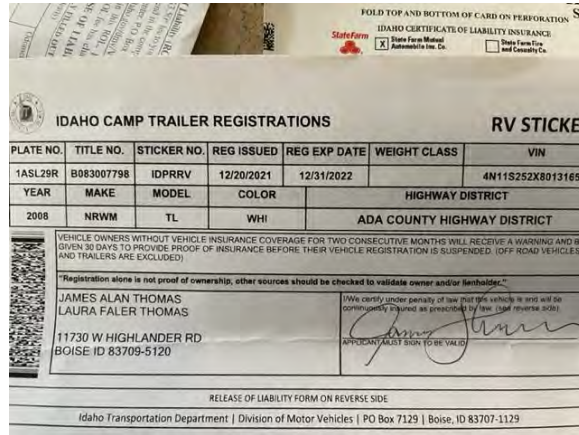 FOLD TOP AND BOTTOM OF CARD ON PERFORATION
IDAHO CERTIFICATE OF LIABILITY INSURANCE
StateFarm
X State Farm Mutual Automobile Ins. Co.
State Farm Fire and Casualty Co.
IDAHO CAMP TRAILER REGISTRATIONS
RV STICKE
PLATE NO. TITLE NO. STICKER NO. REG ISSUED REG EXP DATE WEIGHT CLASS VIN
1ASL29R B083007798 IDPRRV 12/20/2021 12/31/2022 4N11S252X8013165
YEAR MAKE MODEL COLOR HIGHWAY DISTRICT
2008 NRWM TL WHI ADA COUNTY HIGHWAY DISTRICT
VEHICLE OWNERS WITHOUT VEHICLE INSURANCE COVERAGE FOR TWO CONSECUTIVE MONTHS WILL RECEIVE A WARNING AND B
GIVEN 30 DAYS TO PROVIDE PROOF OF INSURANCE BEFORE THEIR VEHICLE REGISTRATION IS SUSPENDED. (OFF ROAD VEHICLES
AND TRAILERS ARE EXCLUDED)
"Registration alone is not proof of ownership, other sources should be checked to validate owner and/or lienholder."
JAMES ALAN THOMAS
LAURA FALER THOMAS
11730 W HIGHLANDER RD
BOISE ID 83709-5120
I/We certify under penalty of law that this vehicle is and will be
continuously insured as prescribed by law. (see reverse side)
APPLICANT MUST SIGN TO BE VALID
RELEASE OF LIABILITY FORM ON REVERSE SIDE
Idaho Transportation Department | Division of Motor Vehicles | PO Box 7129 | Boise, ID 83707-1129